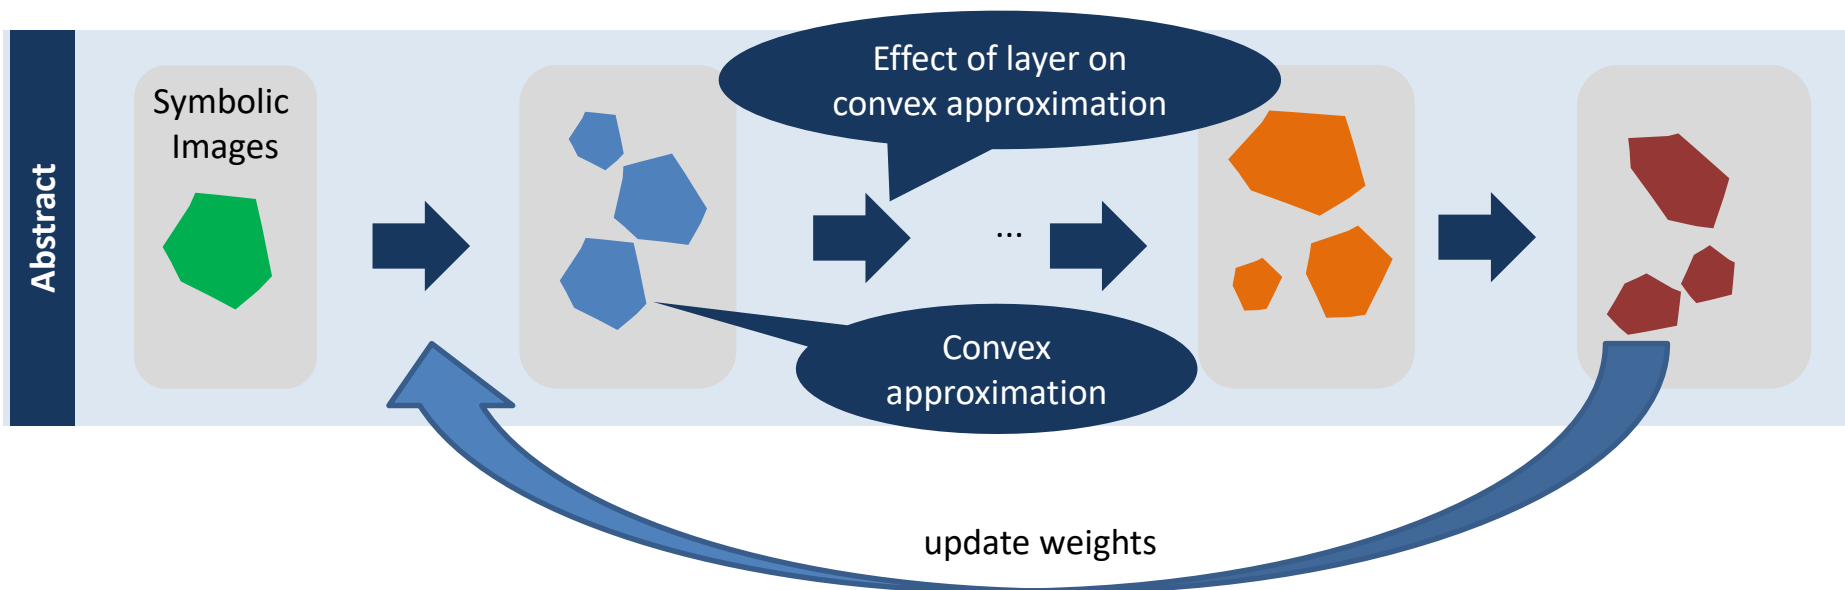 Abstract
Symbolic
Images
Effect of layer on
convex approximation
...
Convex
approximation
update weights